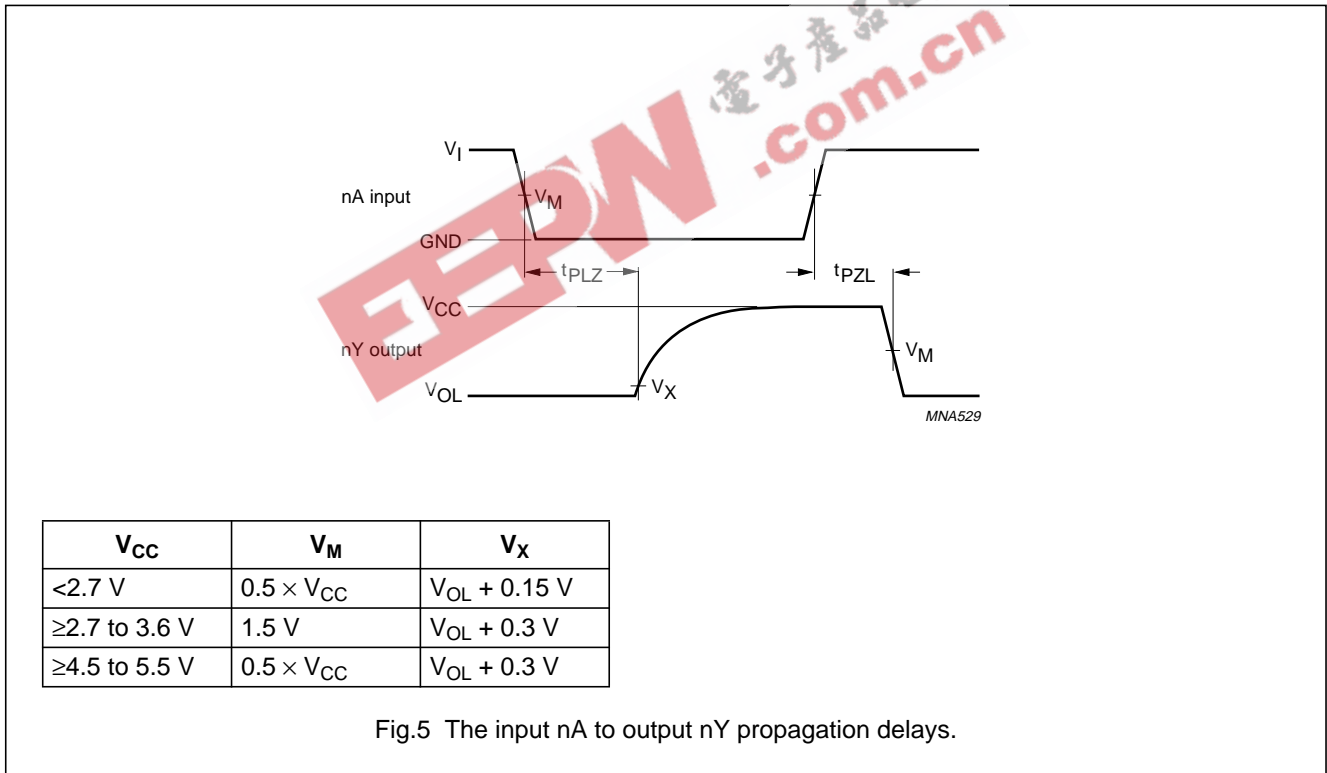 電子產品
EEPW .com.cn
V_I
nA input
V_M
GND
t_PLZ
t_PZL
V_CC
nY output
V_M
V_OL
V_X
MNA529
V_CC V_M V_X
<2.7 V 0.5 × V_CC V_OL + 0.15 V
≥2.7 to 3.6 V 1.5 V V_OL + 0.3 V
≥4.5 to 5.5 V 0.5 × V_CC V_OL + 0.3 V
Fig.5 The input nA to output nY propagation delays.